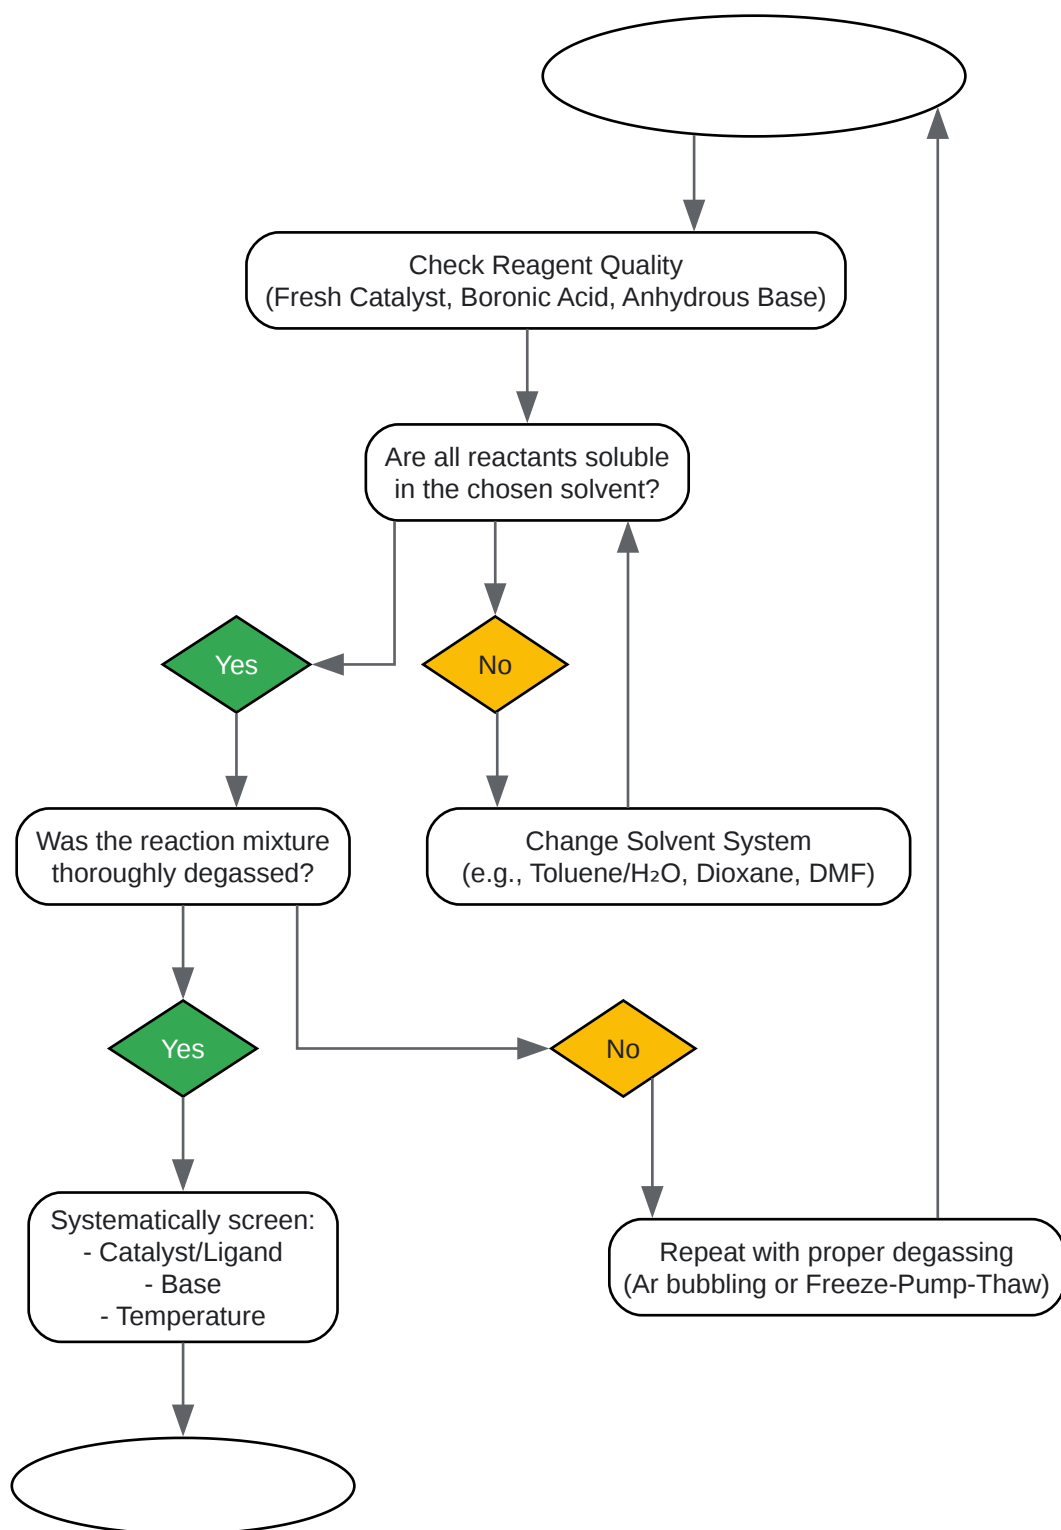 Check Reagent Quality
(Fresh Catalyst, Boronic Acid, Anhydrous Base)
Are all reactants soluble
in the chosen solvent?
Yes
No
Was the reaction mixture
thoroughly degassed?
Change Solvent System
(e.g., Toluene/H₂O, Dioxane, DMF)
Yes
No
Systematically screen:
- Catalyst/Ligand
- Base
- Temperature
Repeat with proper degassing
(Ar bubbling or Freeze-Pump-Thaw)